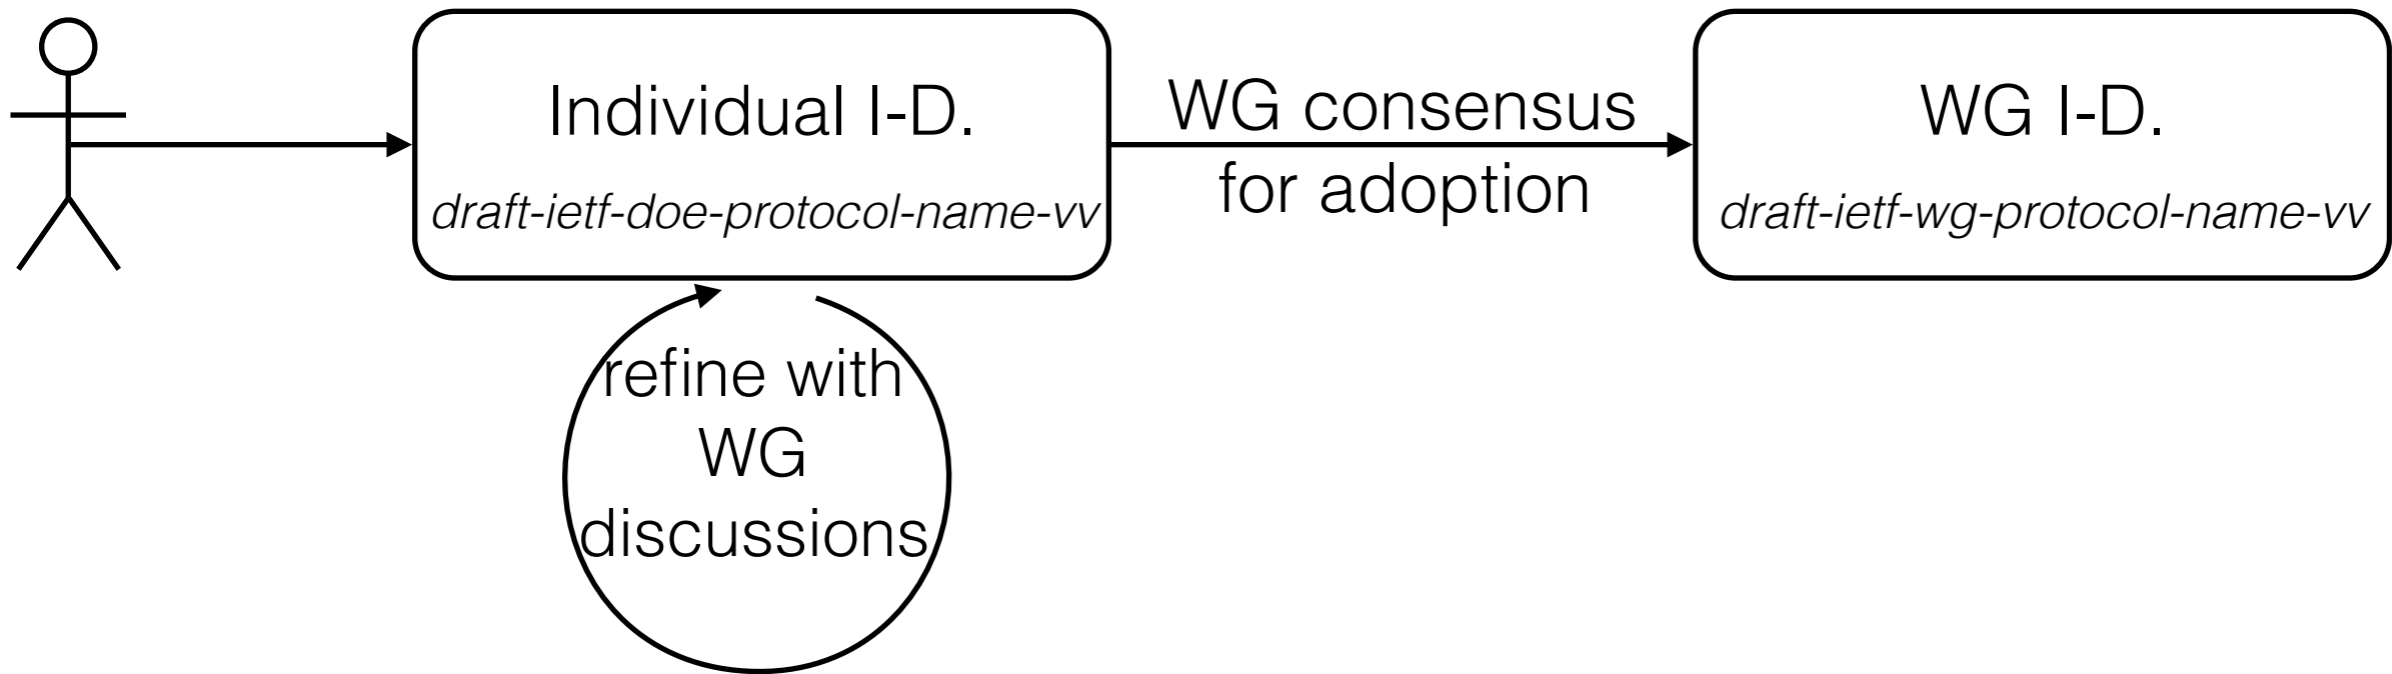 Individual I-D.
draft-ietf-doe-protocol-name-vv
WG consensus
for adoption
WG I-D.
draft-ietf-wg-protocol-name-vv
refine with
WG
discussions